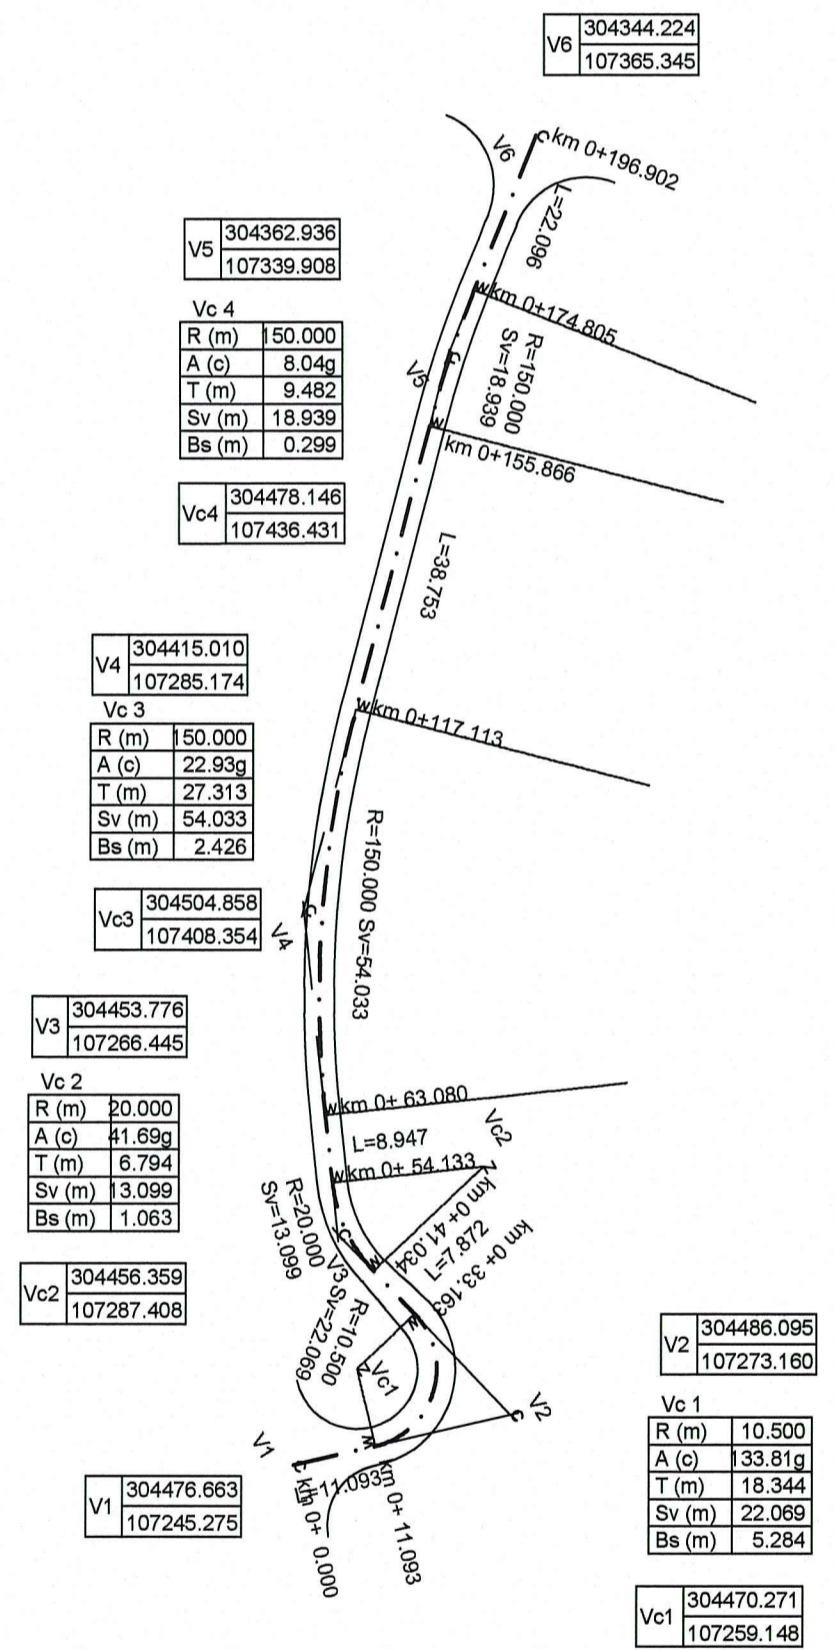 V6
304344.224
107365.345
V6
km 0+196.902
L=22.096
V5
304362.936
107339.908
Vc 4
R (m) 150.000
A (c) 8.04g
T (m) 9.482
Sv (m) 18.939
Bs (m) 0.299
km 0+174.805
V5
R=150.000
Sv=18.939
km 0+155.866
Vc4
304478.146
107436.431
L=38.753
V4
304415.010
107285.174
Vc 3
R (m) 150.000
A (c) 22.93g
T (m) 27.313
Sv (m) 54.033
Bs (m) 2.426
km 0+117.113
R=150.000 Sv=54.033
Vc3
304504.858
107408.354
V4
V3
304453.776
107266.445
Vc 2
R (m) 20.000
A (c) 41.69g
T (m) 6.794
Sv (m) 13.099
Bs (m) 1.063
km 0+ 63.080
L=8.947
Vc2
km 0+ 54.133
R=20.000
Sv=13.099
V3
km 0+ 41.034
L=7.872
km 0+ 33.163
Vc2
304456.359
107287.408
R=10.500
Sv=22.069
Vc1
V2
V2
304486.095
107273.160
Vc 1
R (m) 10.500
A (c) 133.81g
T (m) 18.344
Sv (m) 22.069
Bs (m) 5.284
V1
L=11.093
km 0+ 0.000
km 0+ 11.093
V1
304476.663
107245.275
Vc1
304470.271
107259.148